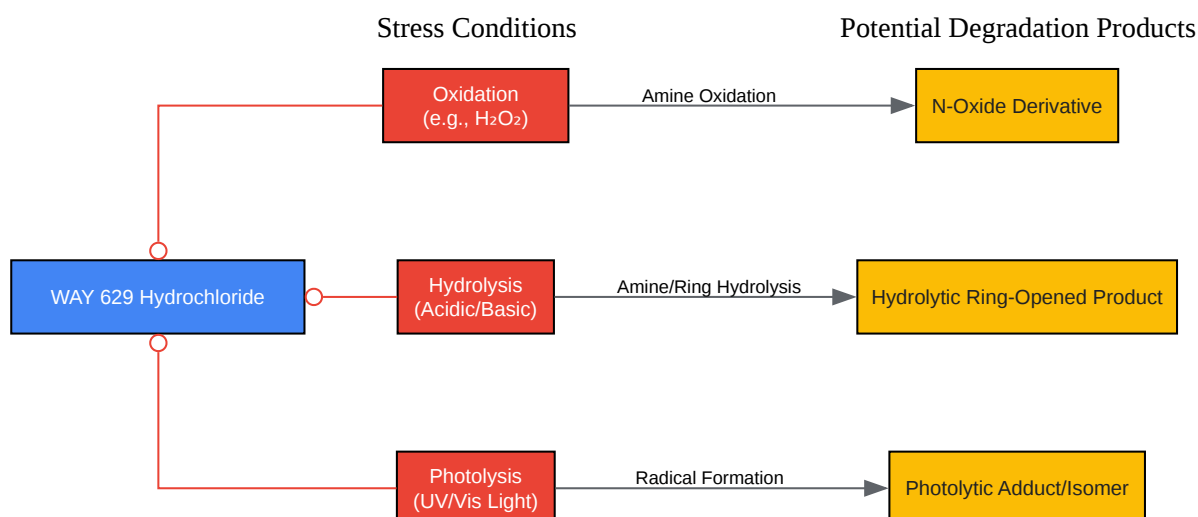 Stress Conditions
Potential Degradation Products
Oxidation
(e.g., H₂O₂)
Amine Oxidation
N-Oxide Derivative
WAY 629 Hydrochloride
Hydrolysis
(Acidic/Basic)
Amine/Ring Hydrolysis
Hydrolytic Ring-Opened Product
Photolysis
(UV/Vis Light)
Radical Formation
Photolytic Adduct/Isomer